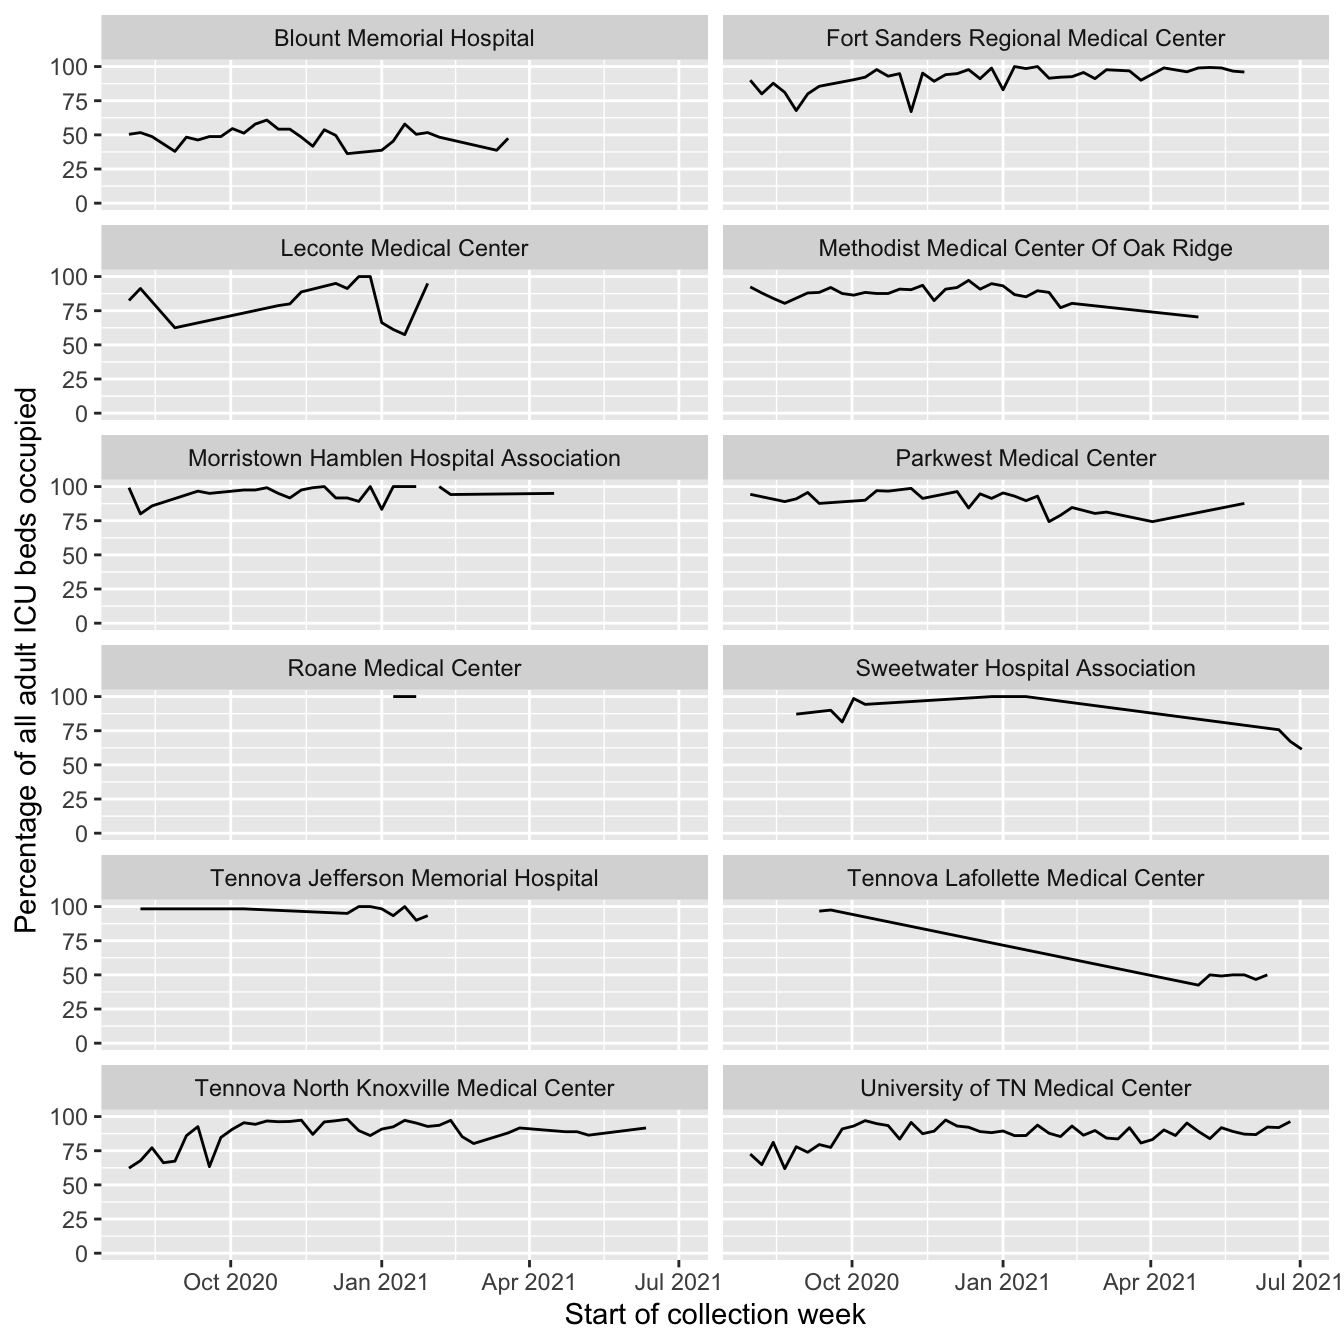 Blount Memorial Hospital
Fort Sanders Regional Medical Center
100
75
50
25
0
Leconte Medical Center
Methodist Medical Center Of Oak Ridge
100
75
50
25
0
Morristown Hamblen Hospital Association
Parkwest Medical Center
100
75
50
25
0
Roane Medical Center
Sweetwater Hospital Association
100
75
50
25
0
Tennova Jefferson Memorial Hospital
Tennova Lafollette Medical Center
100
75
50
25
0
Tennova North Knoxville Medical Center
University of TN Medical Center
100
75
50
25
0
Oct 2020 Jan 2021 Apr 2021 Jul 2021
Oct 2020 Jan 2021 Apr 2021 Jul 2021
Start of collection week
Percentage of all adult ICU beds occupied